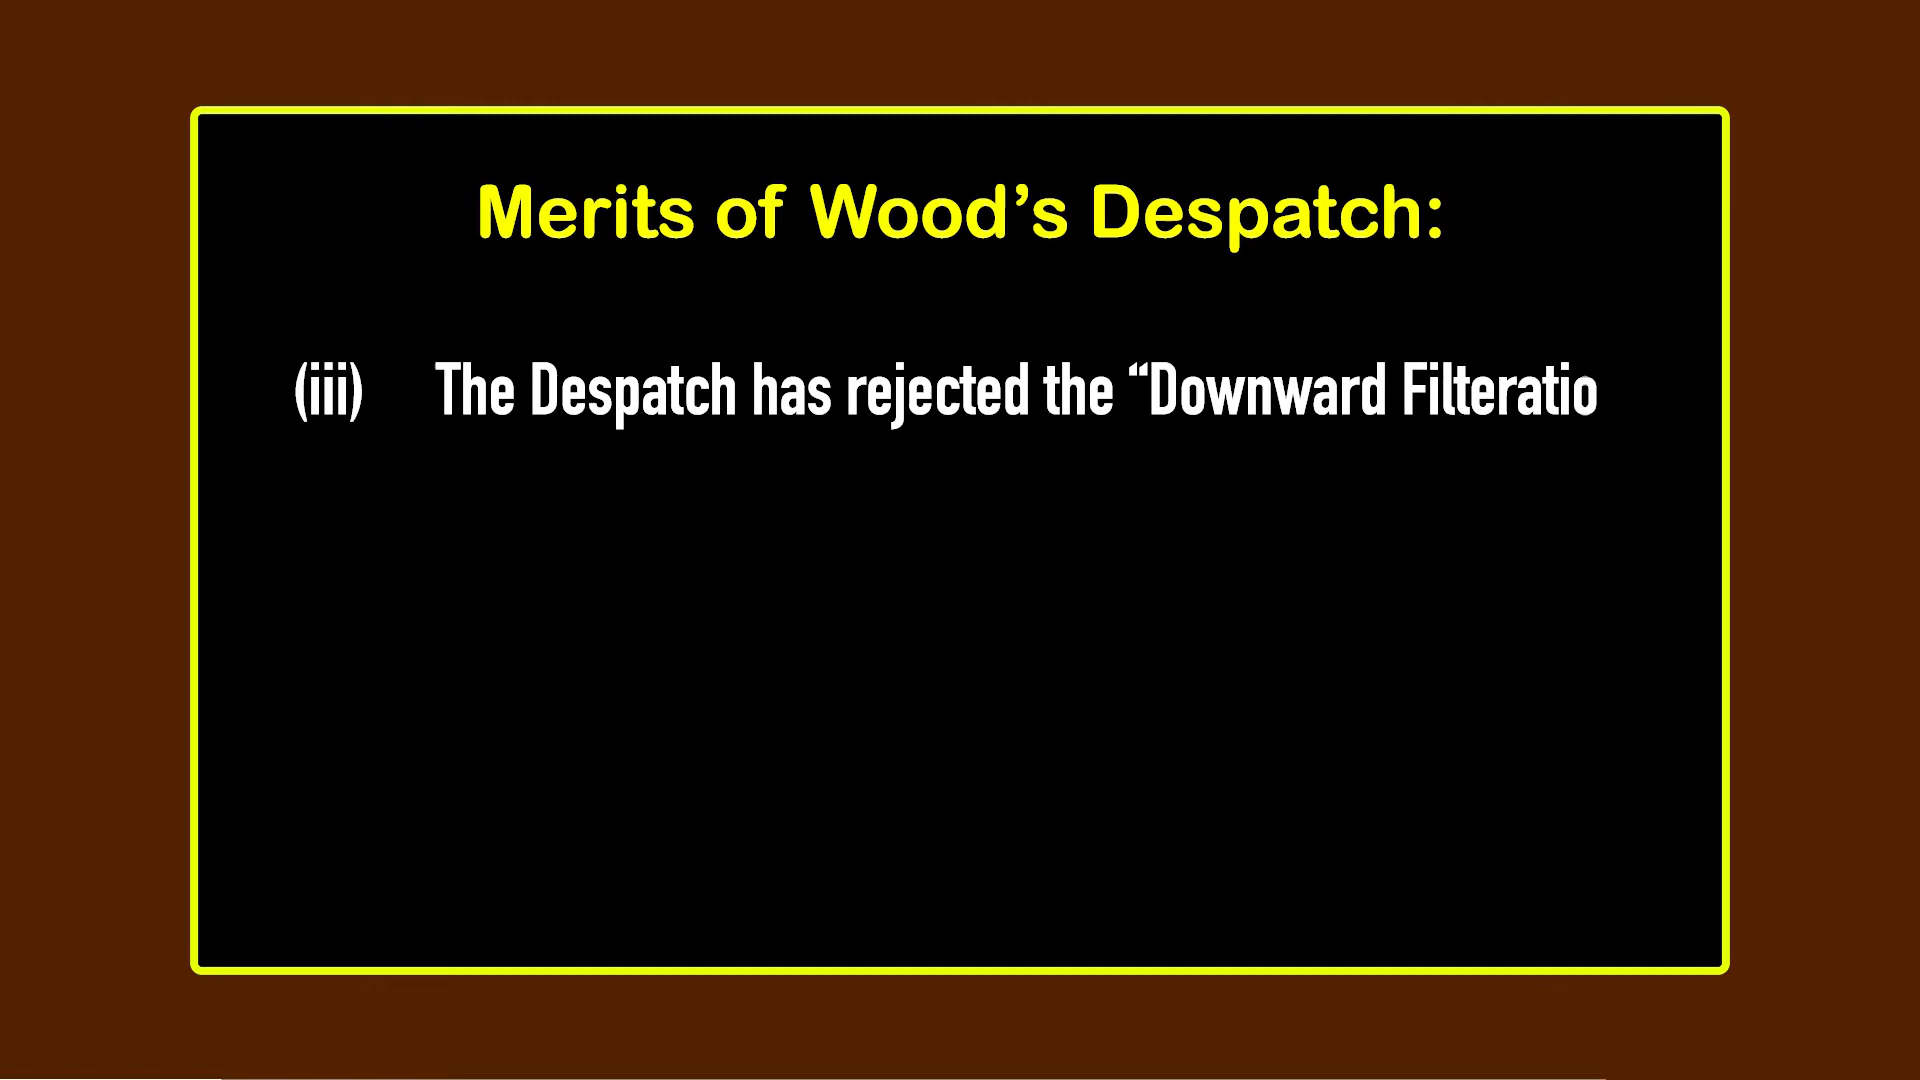 Merits of Wood’s Despatch:
(iii) The Despatch has rejected the “Downward Filteratio